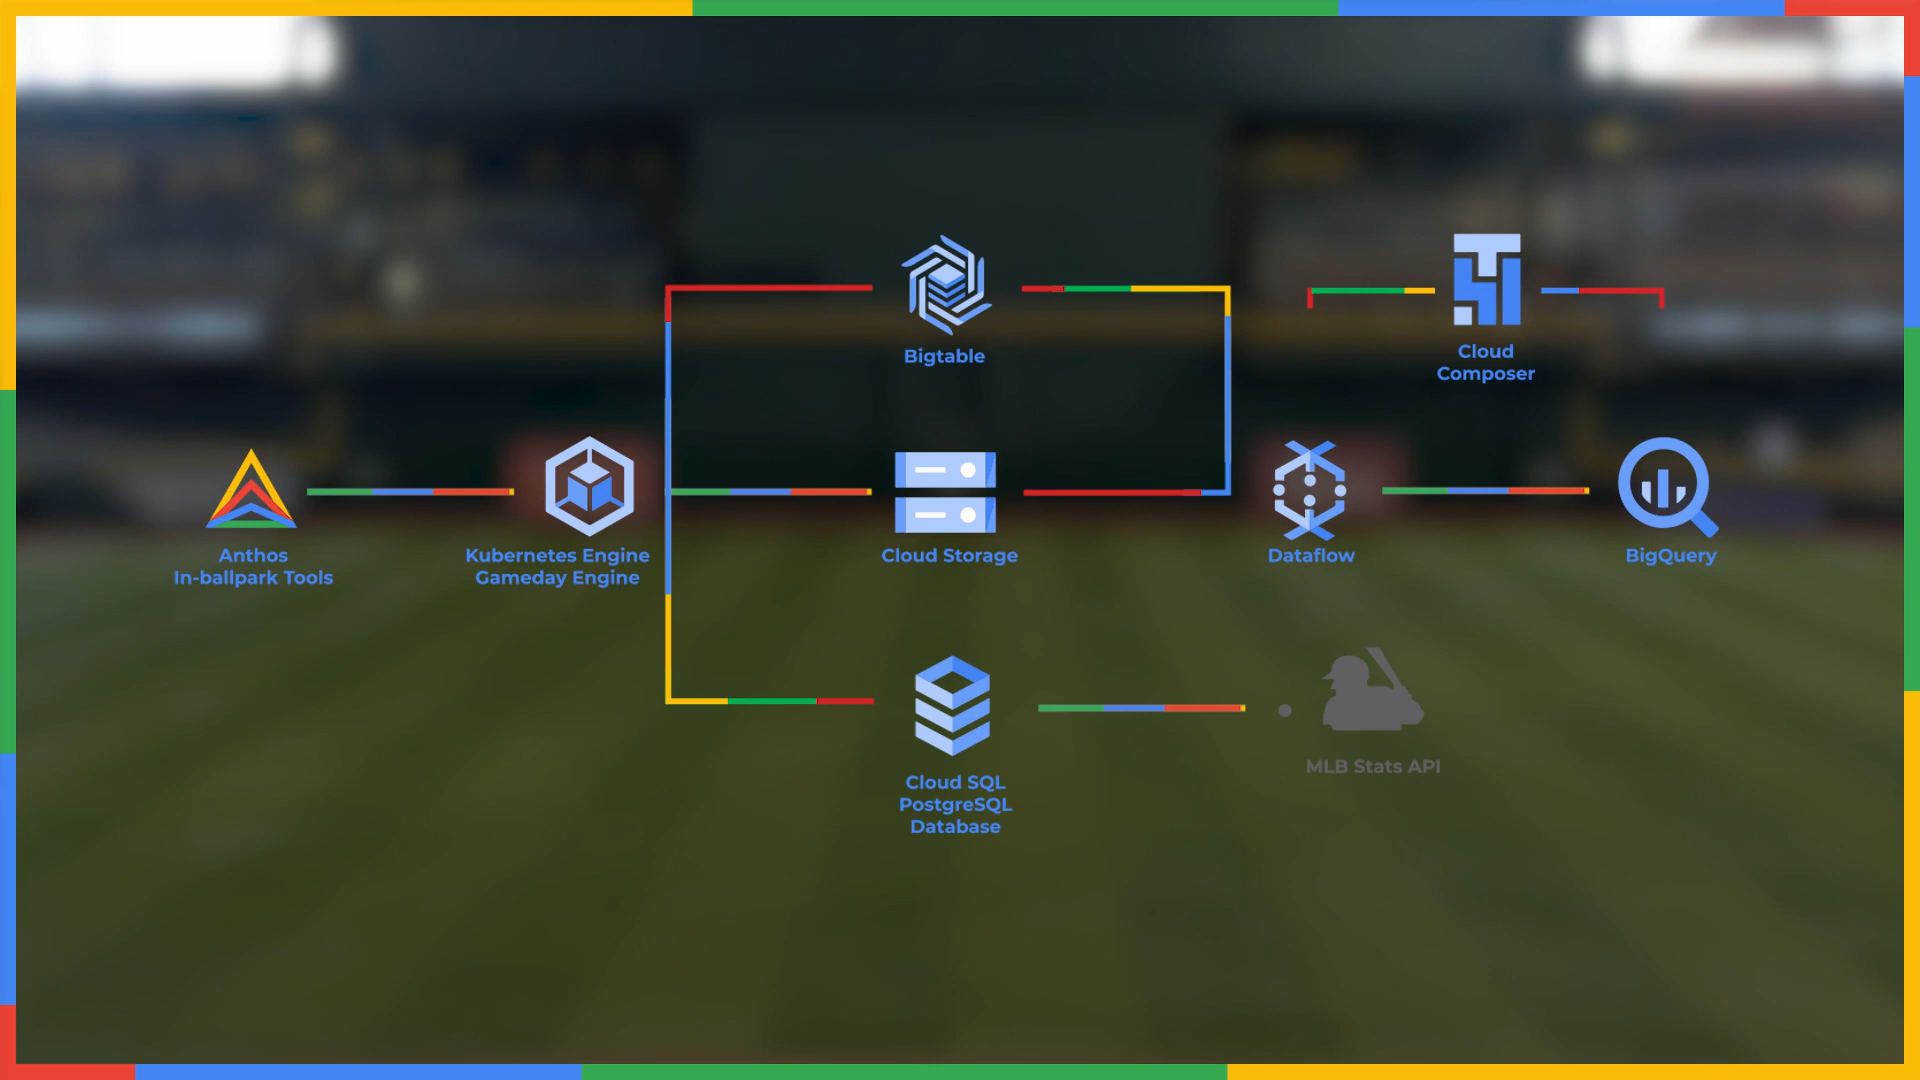 Bigtable
Cloud
Composer
Anthos
In-ballpark Tools
Kubernetes Engine
Gameday Engine
Cloud Storage
Dataflow
BigQuery
MLB Stats API
Cloud SQL
PostgreSQL
Database